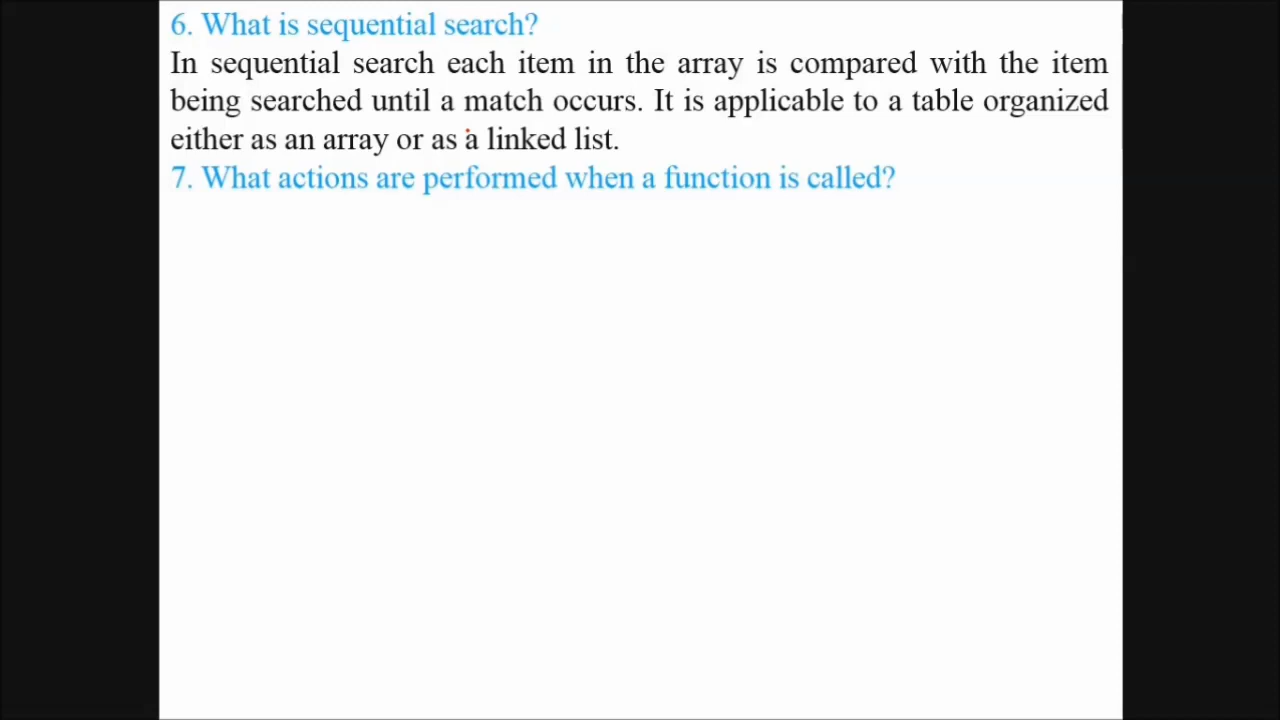 6. What is sequential search?
In sequential search each item in the array is compared with the item
being searched until a match occurs. It is applicable to a table organized
either as an array or as a linked list.
7. What actions are performed when a function is called?